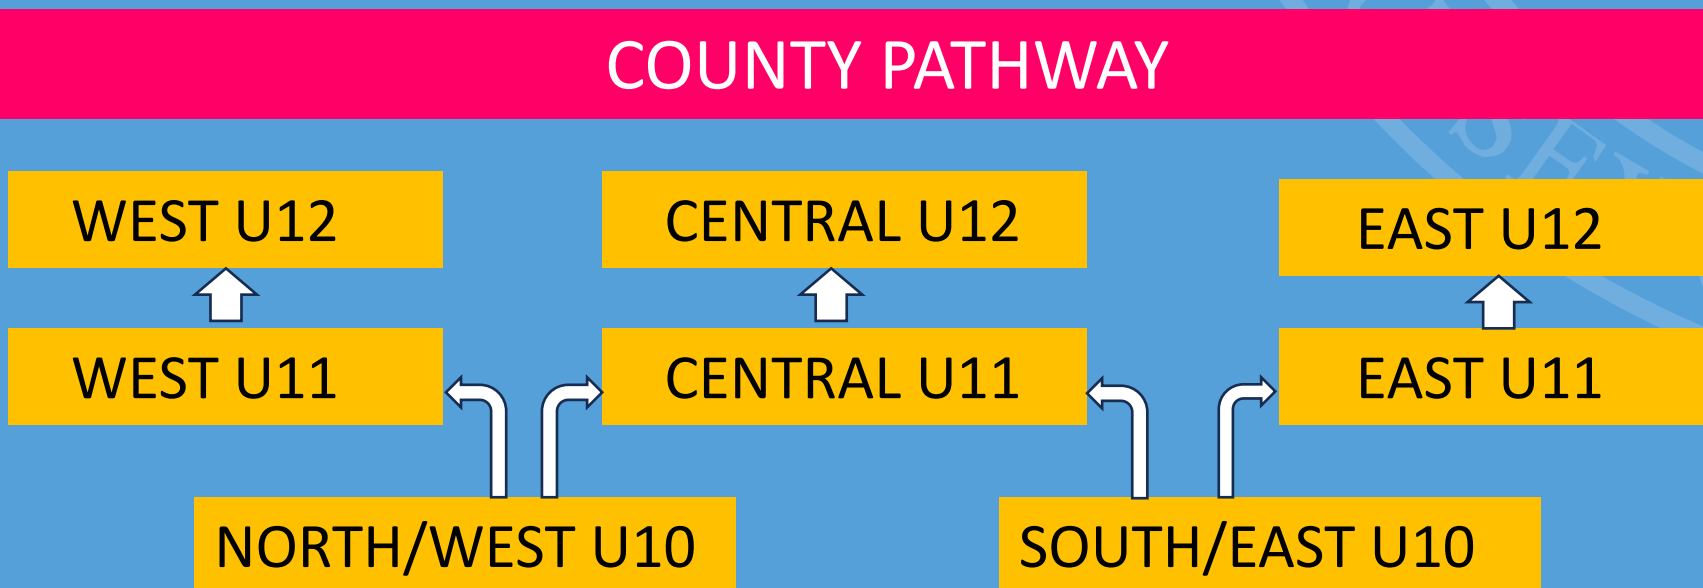 COUNTY PATHWAY
WEST U12
CENTRAL U12
EAST U12
WEST U11
CENTRAL U11
EAST U11
NORTH/WEST U10
SOUTH/EAST U10